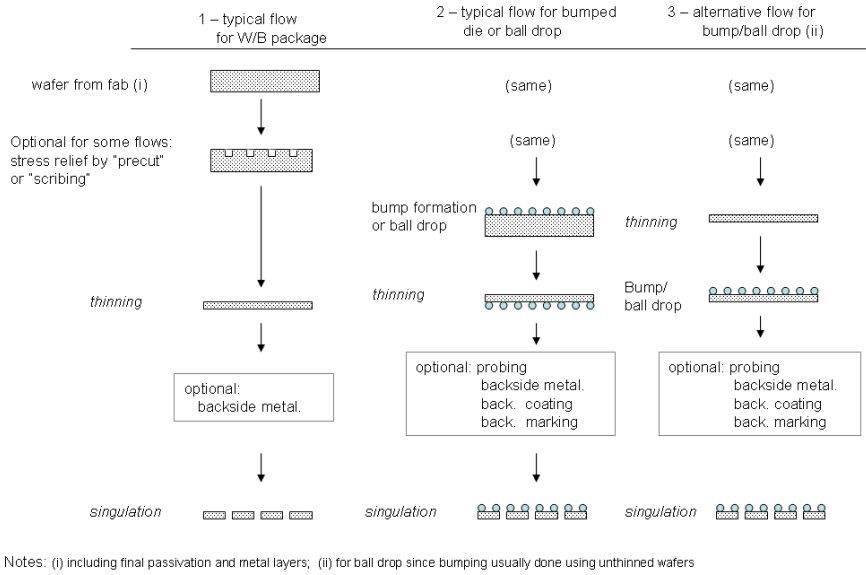 1 – typical flow
for W/B package
2 – typical flow for bumped
die or ball drop
3 – alternative flow for
bump/ball drop (ii)
wafer from fab (i)
(same)
(same)
Optional for some flows:
stress relief by "precut"
or "scribing"
(same)
(same)
bump formation
or ball drop
thinning
thinning
thinning
Bump/
ball drop
optional:
backside metal.
optional: probing
backside metal.
back. coating
back. marking
optional: probing
backside metal.
back. coating
back. marking
singulation
singulation
singulation
Notes: (i) including final passivation and metal layers; (ii) for ball drop since bumping usually done using unthinned wafers